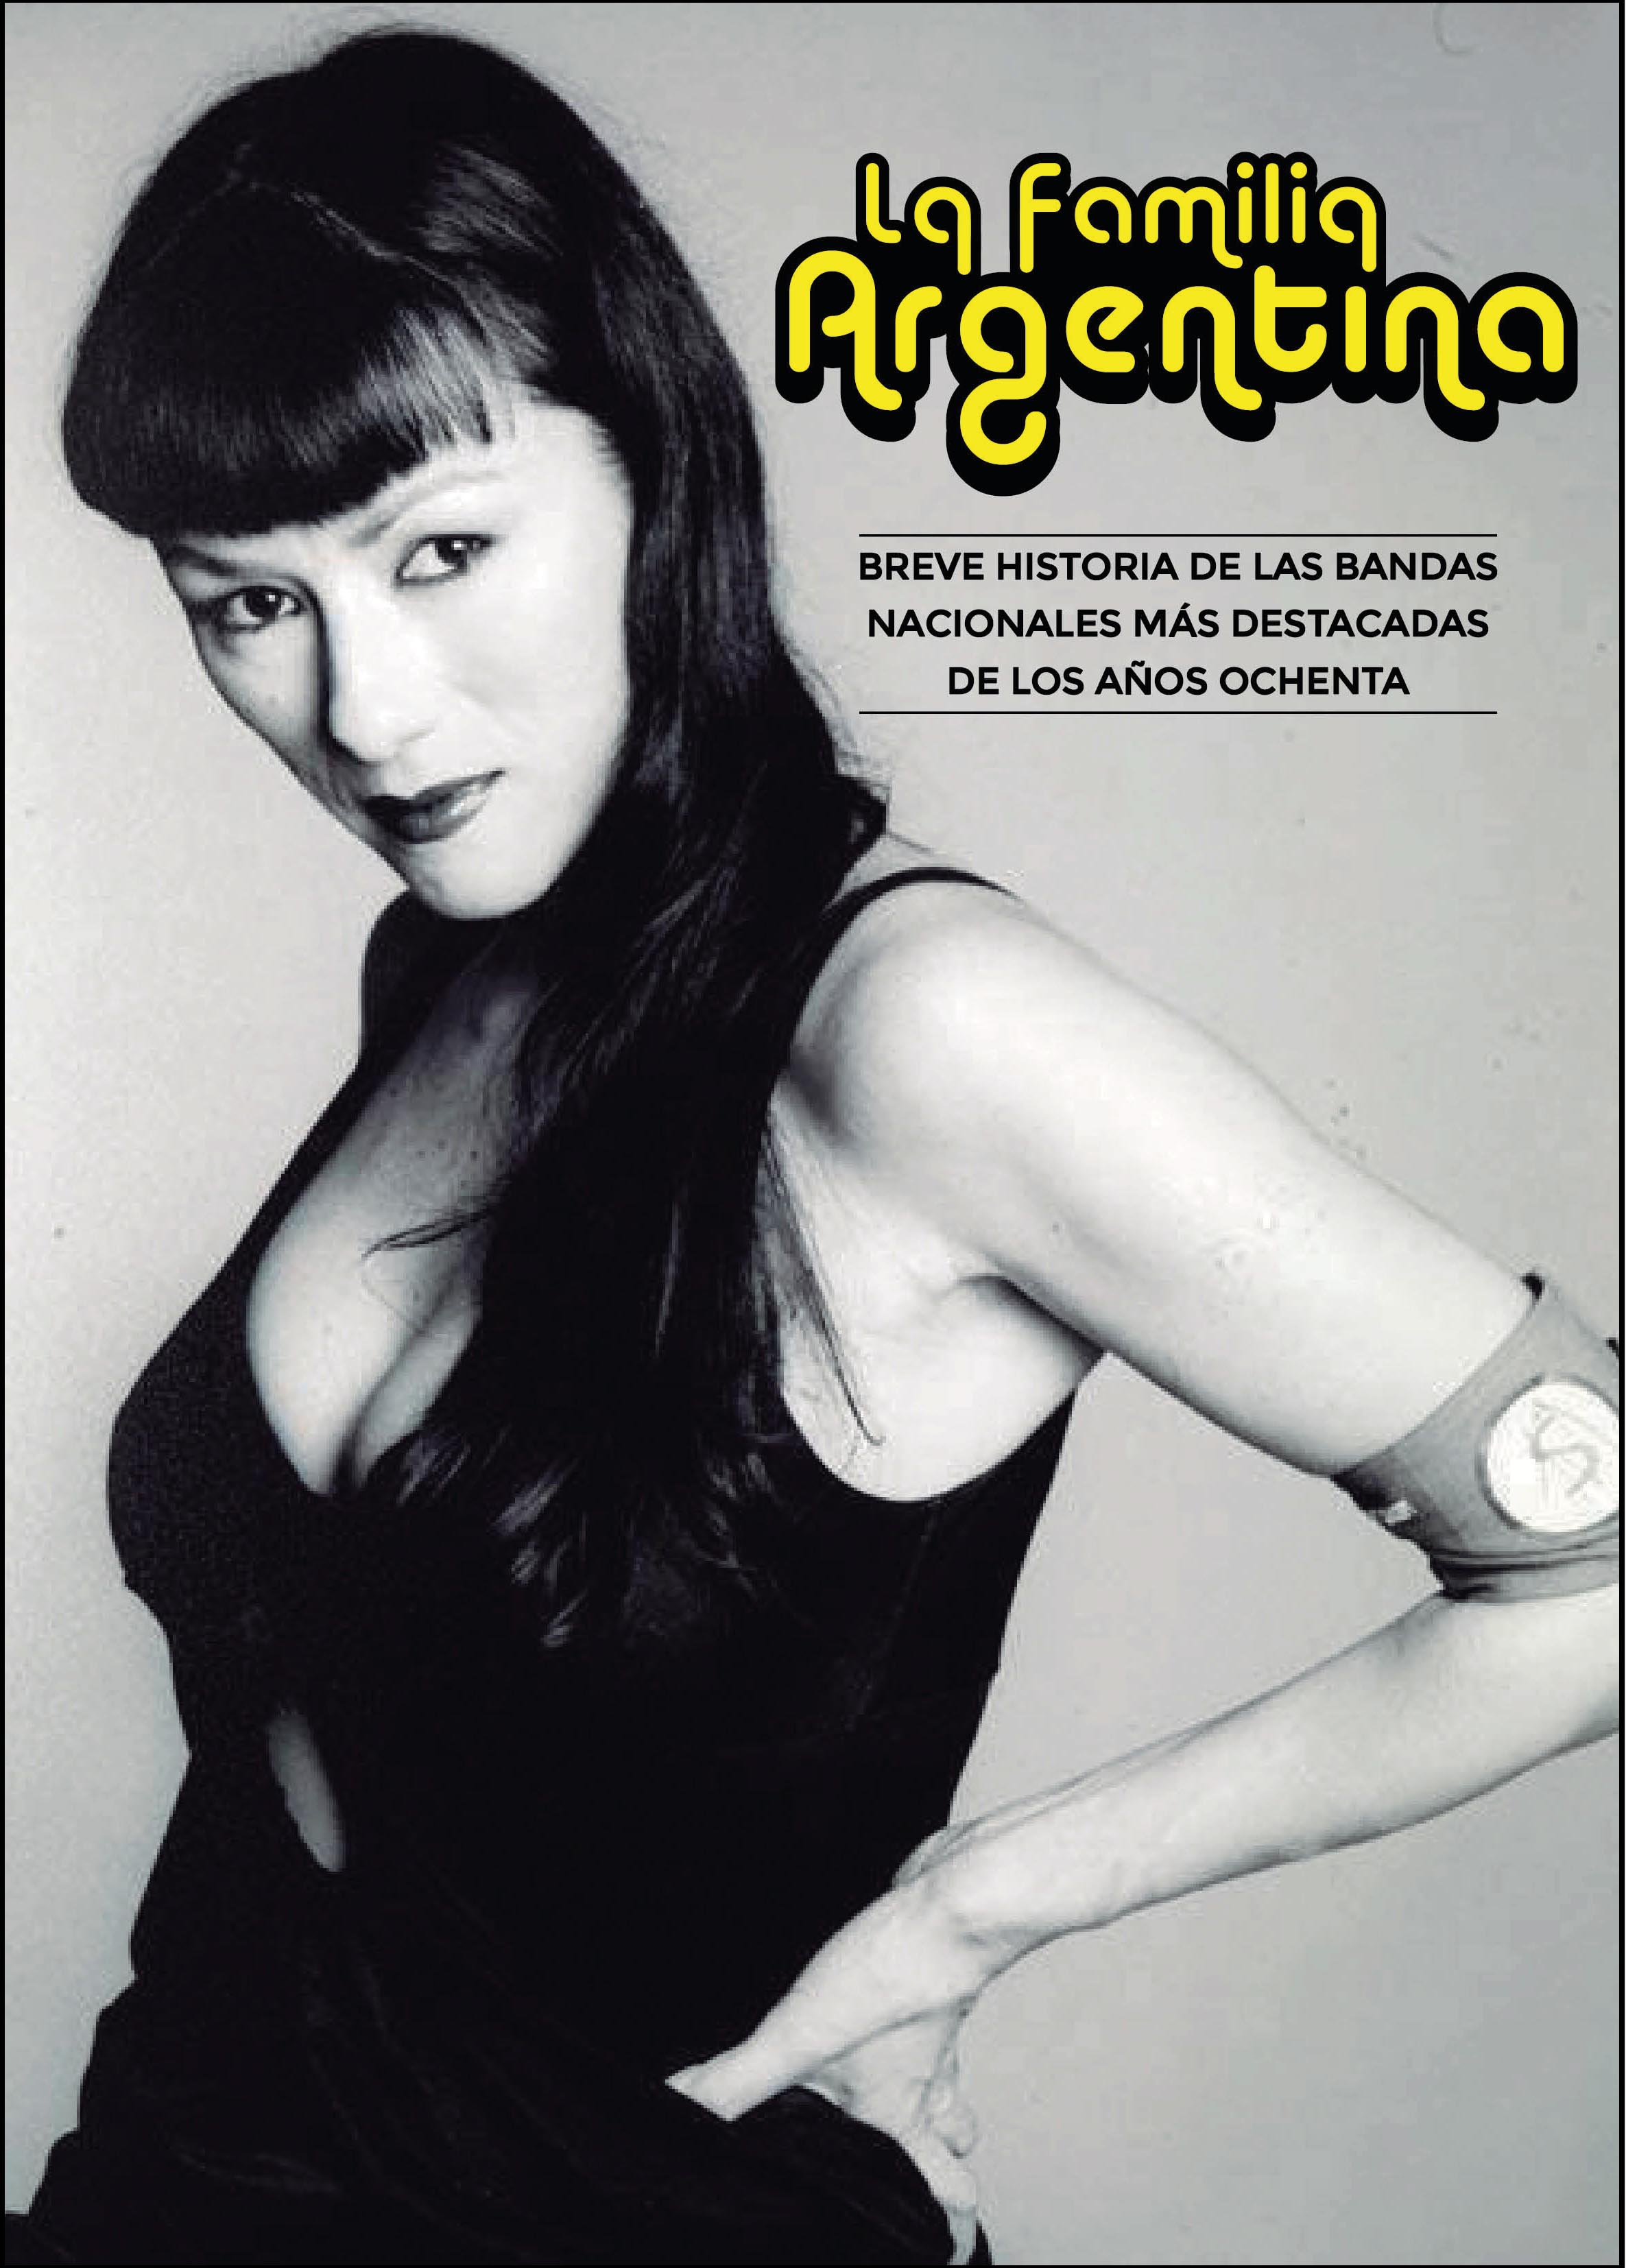 La Familia
Argentina
BREVE HISTORIA DE LAS BANDAS
NACIONALES MÁS DESTACADAS
DE LOS AÑOS OCHENTA